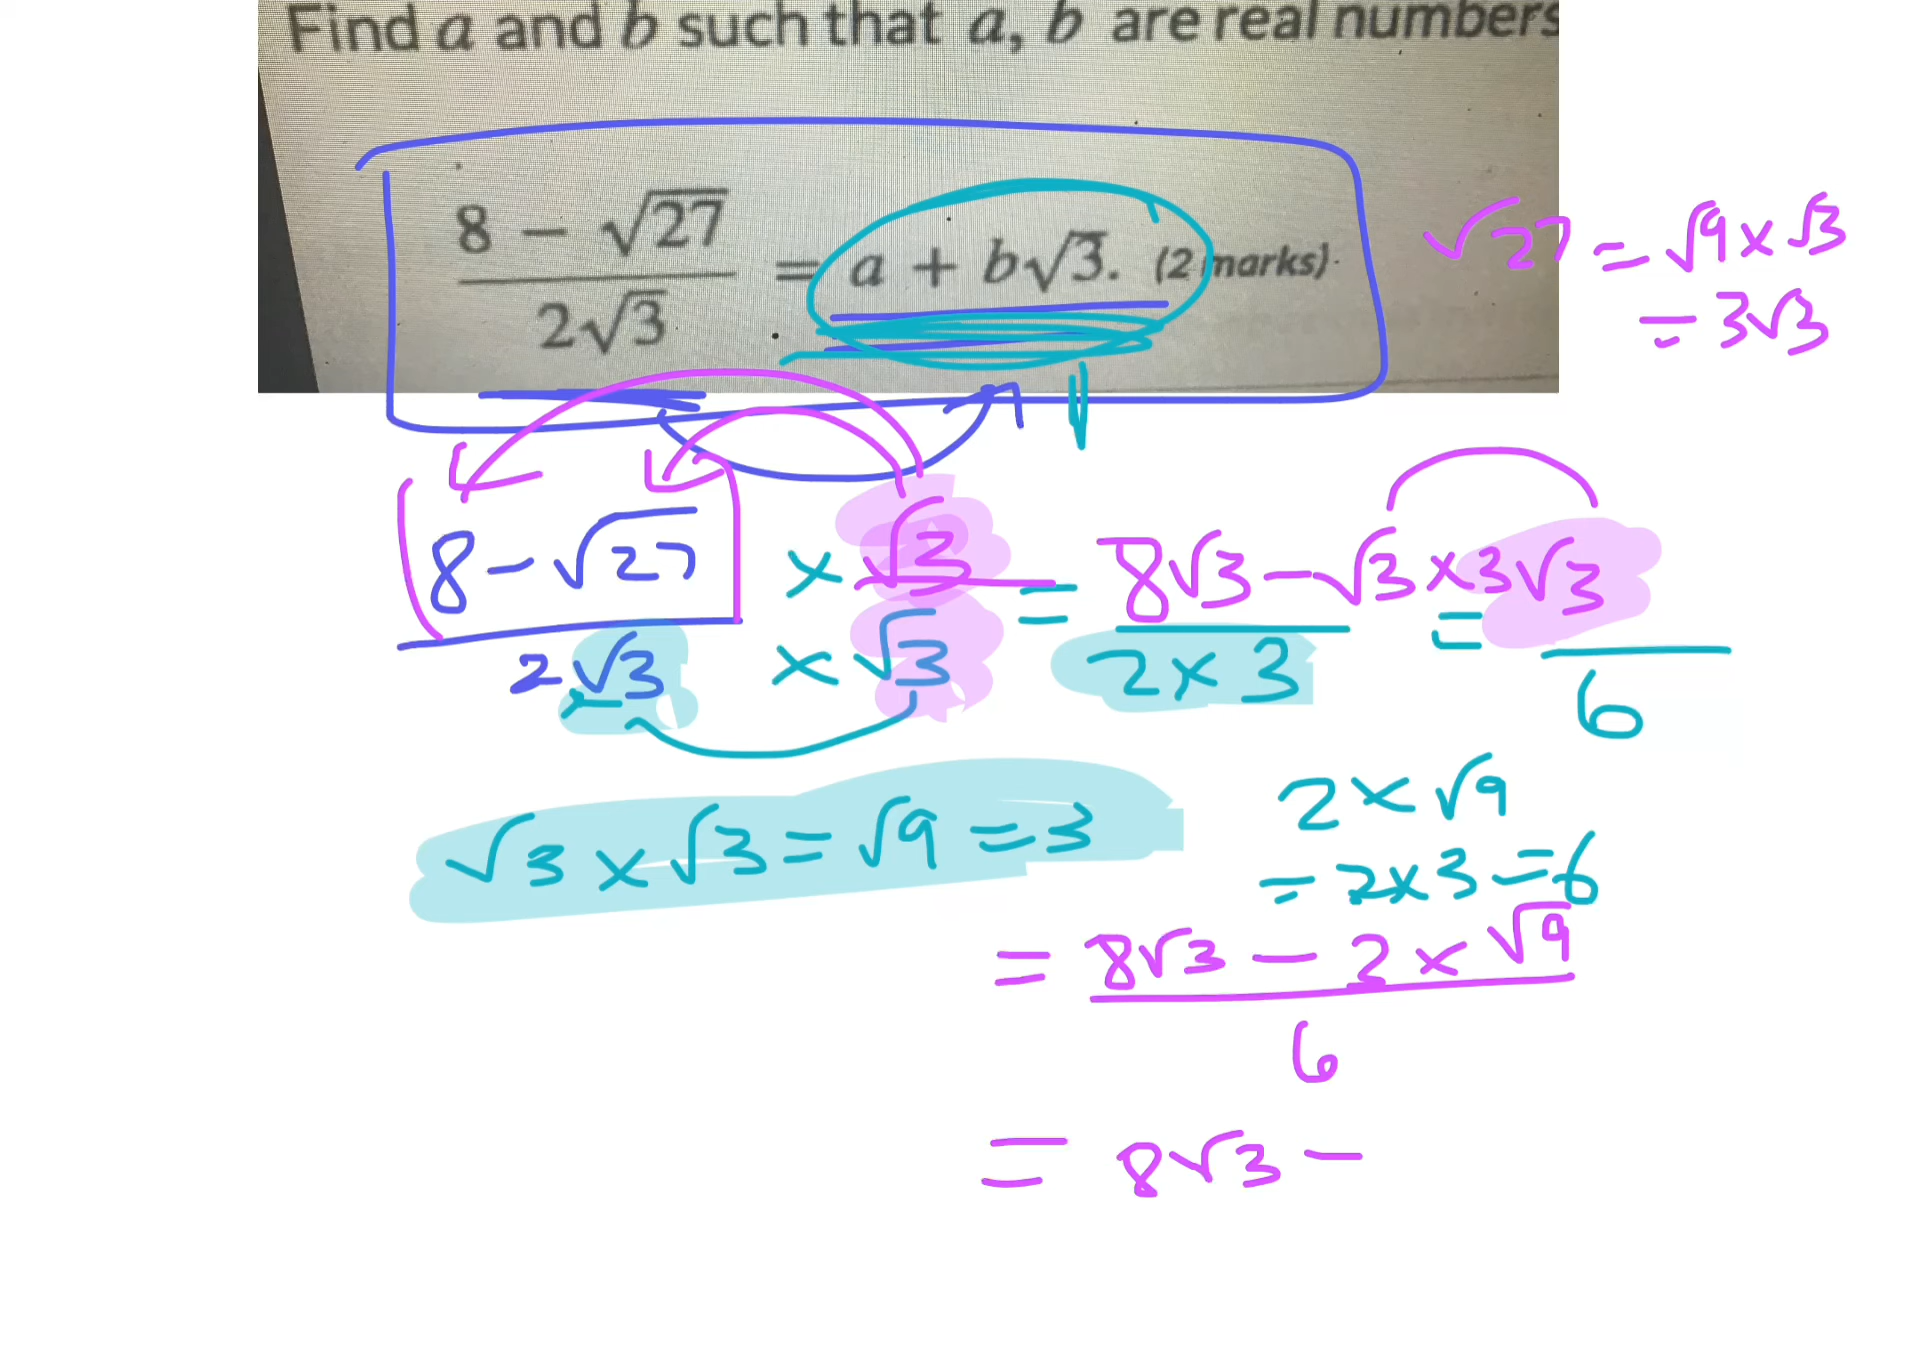 Find a and b such that a, b are real numbers
8 − √27 / 2√3 = a + b√3. (2 marks).
√27 = √9 × √3
= 3√3
8 − √27 / 2√3 × √3 / × √3 = 8√3 − √3 × 3√3 / 2 × 3 = / 6
√3 × √3 = √9 = 3
2 × √9
= 2 × 3 = 6
= 8√3 − 2 × √9 / 6
= 8√3 −